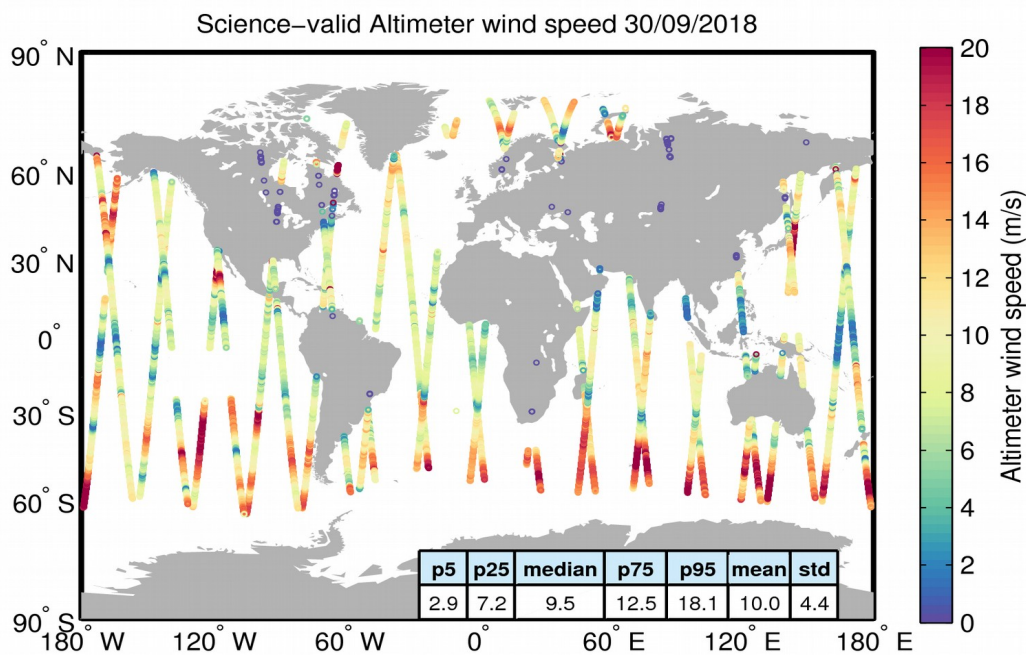 Science−valid Altimeter wind speed 30/09/2018
90° N
60° N
30° N
0°
30° S
60° S
90° S
180° W
120° W
60° W
0°
60° E
120° E
180° E
p5 p25 median p75 p95 mean std
2.9 7.2 9.5 12.5 18.1 10.0 4.4
20
18
16
14
12
10
8
6
4
2
0
Altimeter wind speed (m/s)